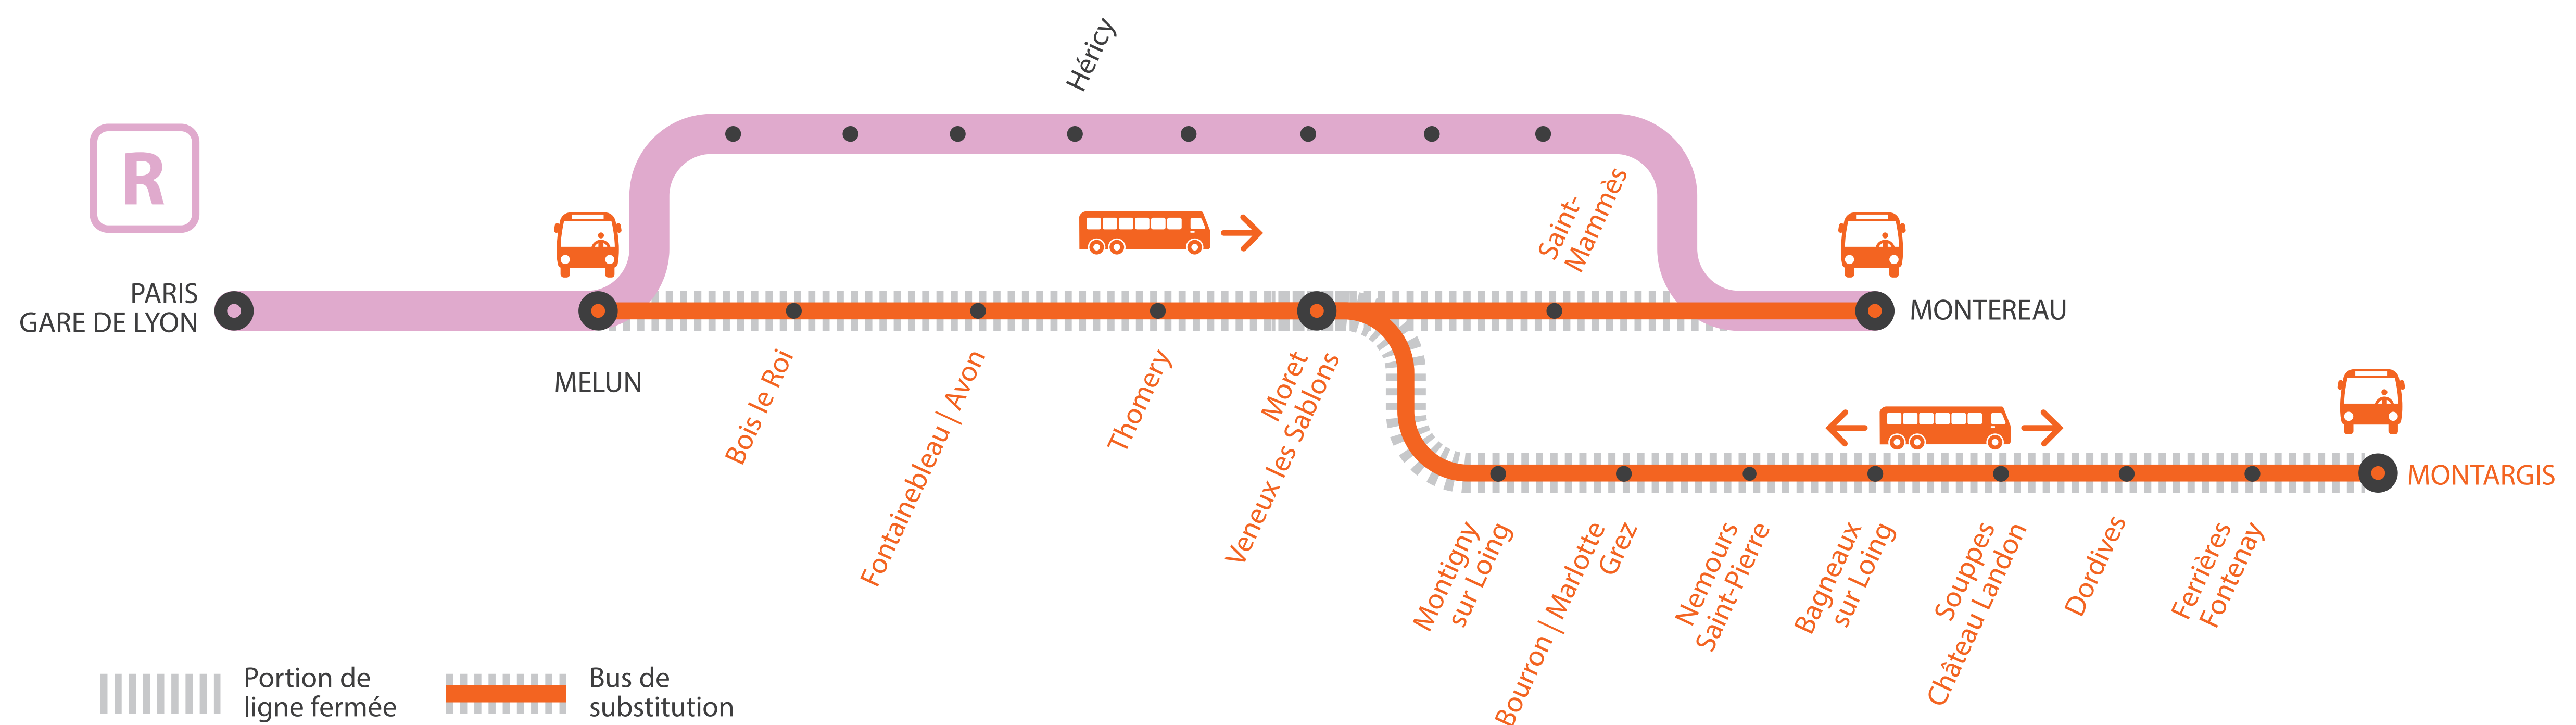 Héricy
R
Saint-
Mammès
PARIS
GARE DE LYON
MELUN
MONTEREAU
Bois le Roi
Fontainebleau | Avon
Thomery
Moret
Veneux les Sablons
MONTARGIS
Montigny
sur Loing
Bourron | Marlotte
Grez
Nemours
Saint-Pierre
Bagneaux
sur Loing
Souppes
Château Landon
Dordives
Ferrières
Fontenay
Portion de
ligne fermée
Bus de
substitution